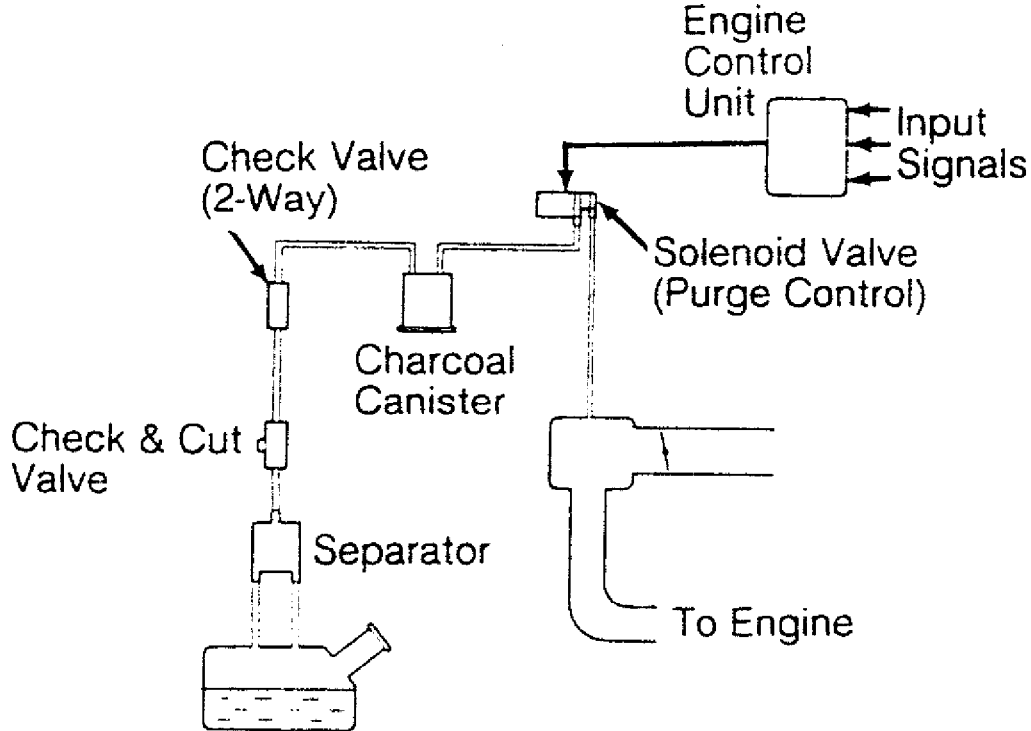 Engine
Control
Unit
Input
Signals
Check Valve
(2-Way)
Solenoid Valve
(Purge Control)
Charcoal
Canister
Check & Cut
Valve
Separator
To Engine